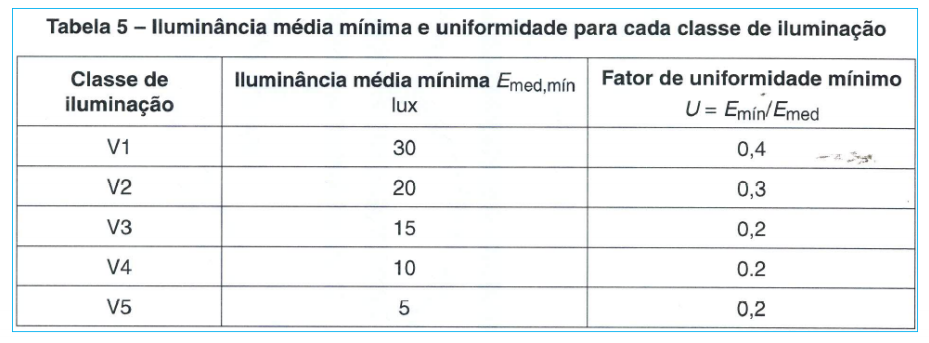 Tabela 5 – Iluminância média mínima e uniformidade para cada classe de iluminação
Classe de iluminação
Iluminância média mínima Emed,mín
lux
Fator de uniformidade mínimo
U = Emín/Emed
V1 30 0,4
V2 20 0,3
V3 15 0,2
V4 10 0.2
V5 5 0,2